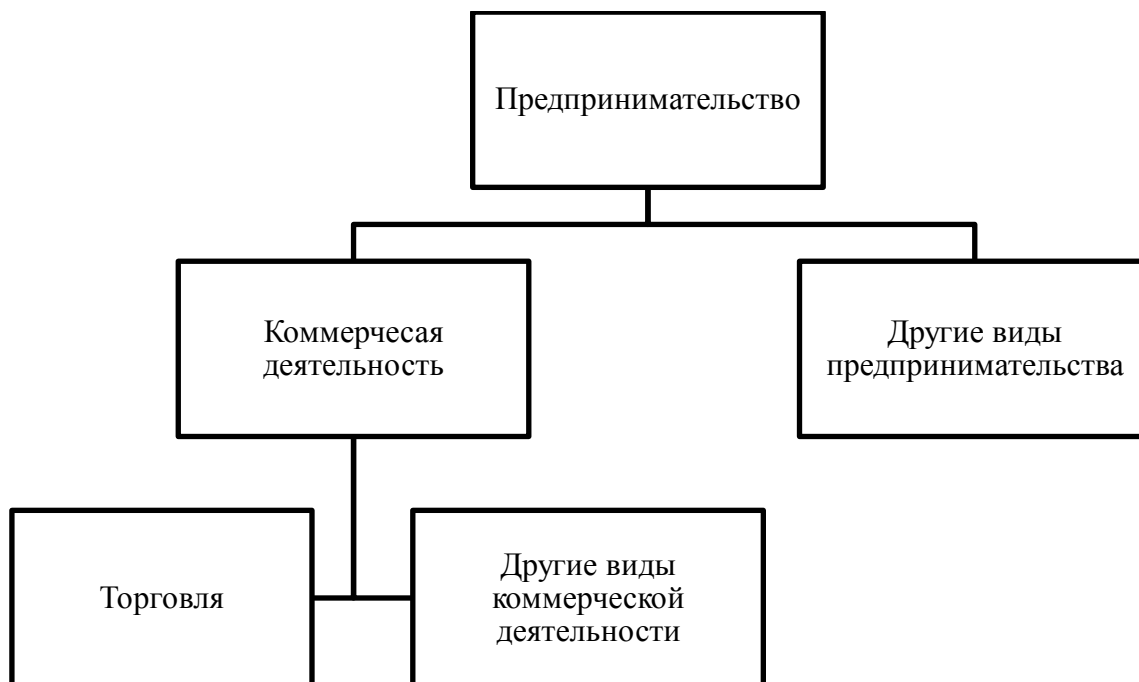 Предпринимательство
Коммерчесая
деятельность
Другие виды
предпринимательства
Торговля
Другие виды
коммерческой
деятельности